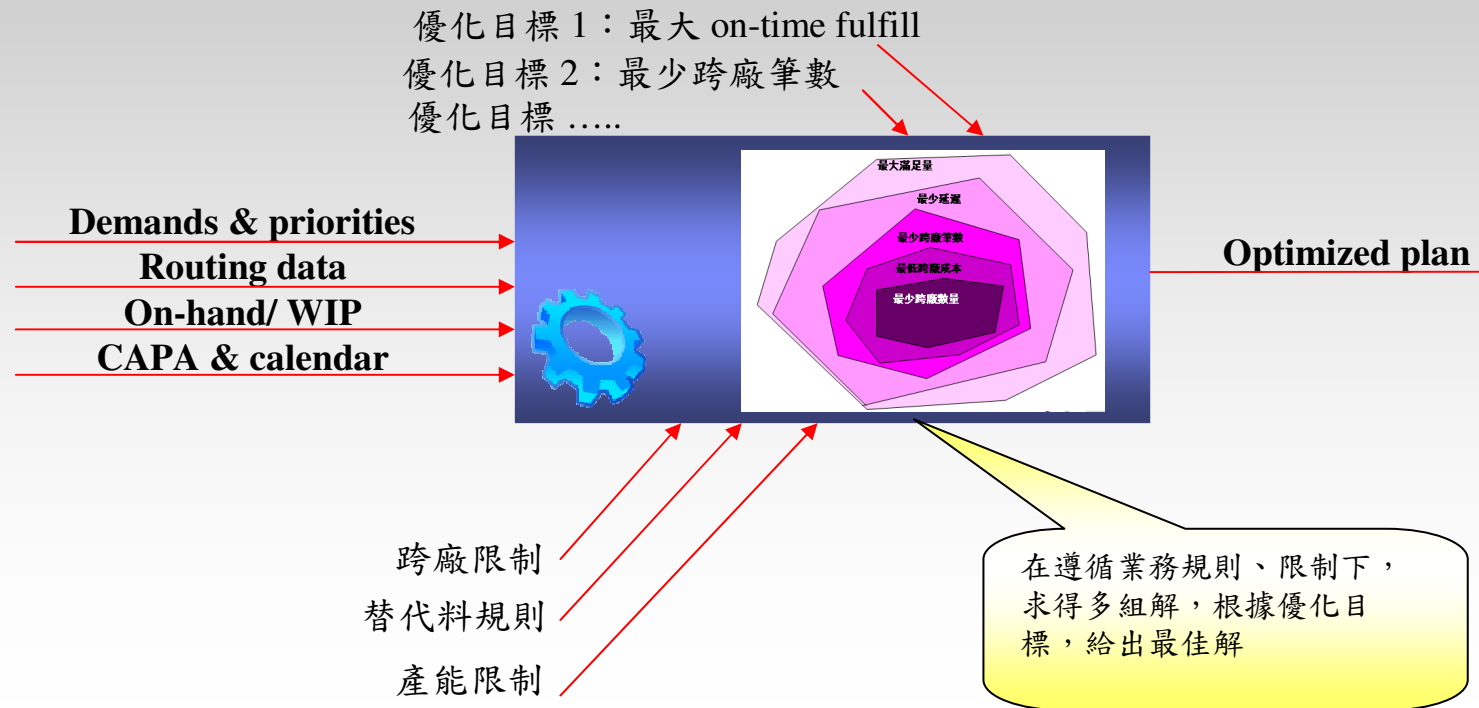 優化目標 1：最大 on-time fulfill
優化目標 2：最少跨廠筆數
優化目標 …..
Demands & priorities
Routing data
On-hand/ WIP
CAPA & calendar
最大滿足量
最少延遲
最少跨廠筆數
最低跨廠成本
最少跨廠數量
Optimized plan
跨廠限制
替代料規則
產能限制
在遵循業務規則、限制下，
求得多組解，根據優化目
標，給出最佳解